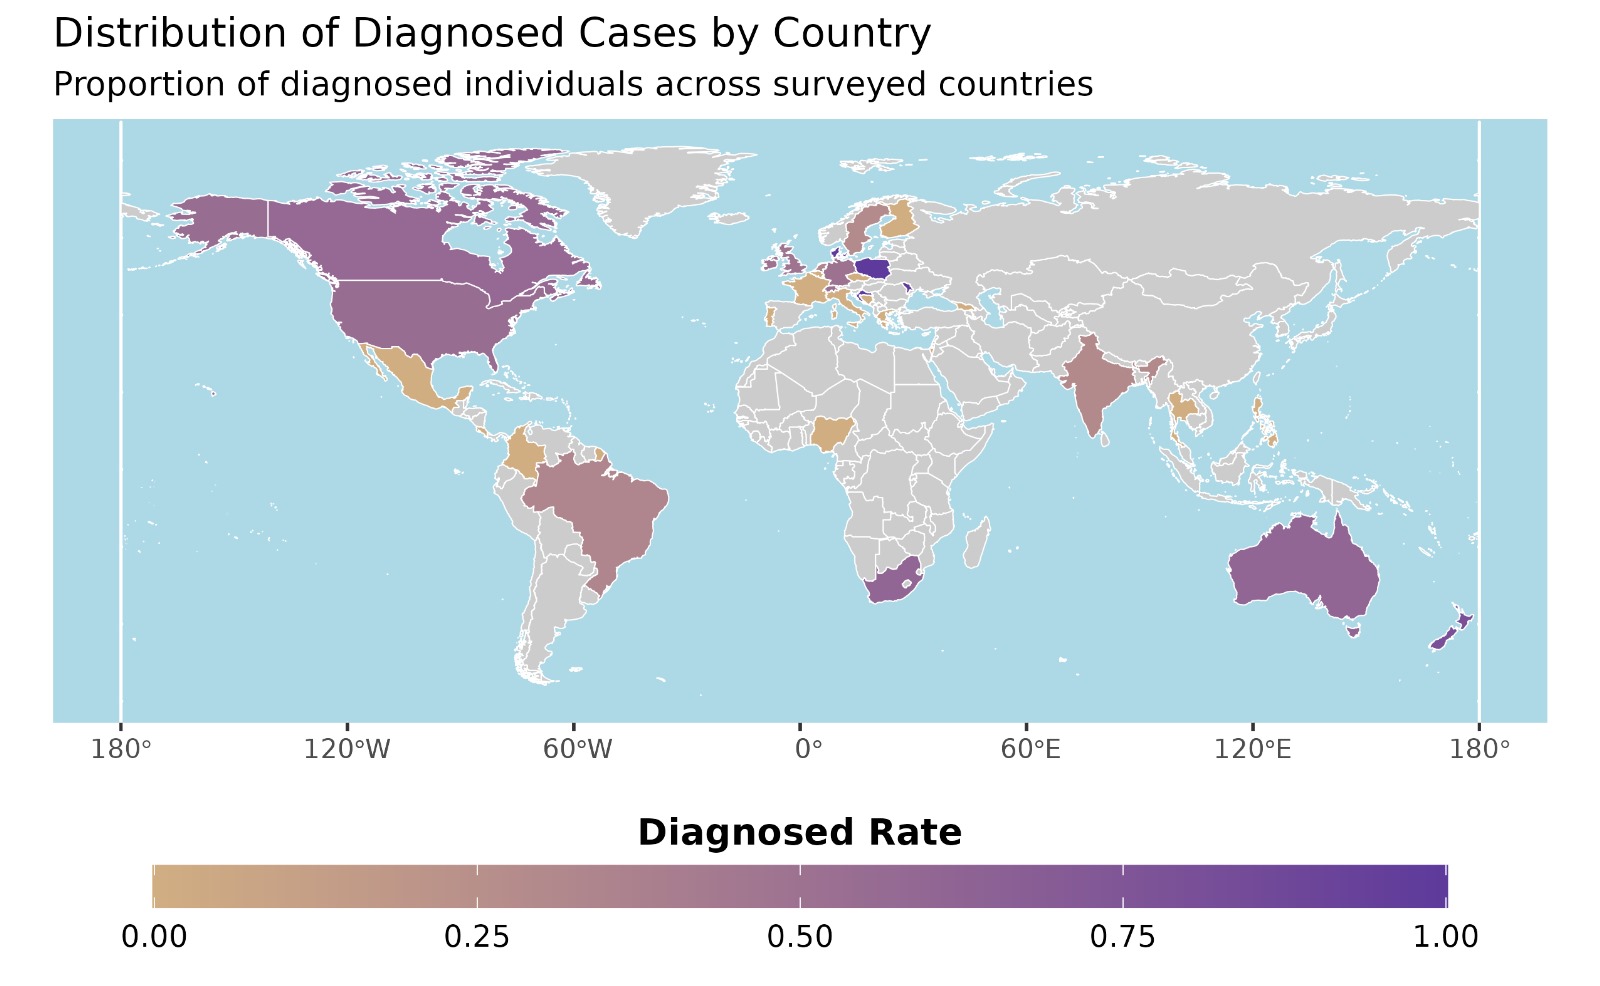 Distribution of Diagnosed Cases by Country
Proportion of diagnosed individuals across surveyed countries
180° 120°W 60°W 0° 60°E 120°E 180°
Diagnosed Rate
0.00 0.25 0.50 0.75 1.00